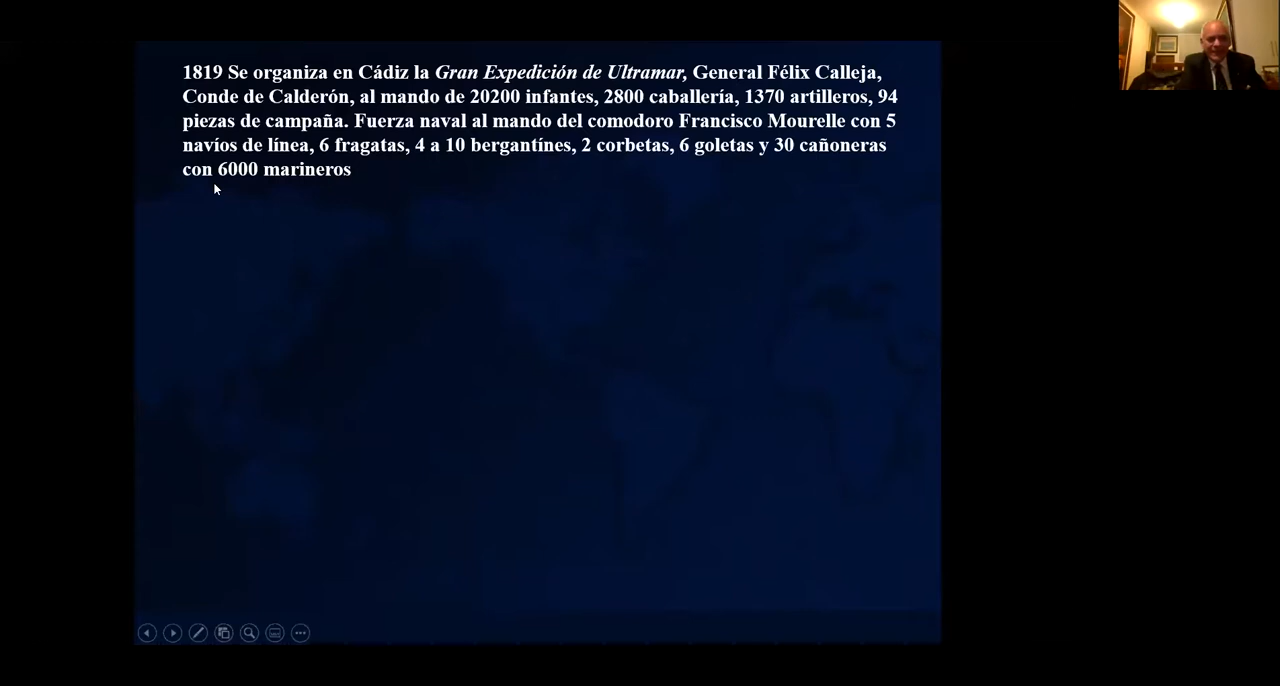 1819 Se organiza en Cádiz la Gran Expedición de Ultramar, General Félix Calleja,
Conde de Calderón, al mando de 20200 infantes, 2800 caballería, 1370 artilleros, 94
piezas de campaña. Fuerza naval al mando del comodoro Francisco Mourelle con 5
navíos de línea, 6 fragatas, 4 a 10 bergantínes, 2 corbetas, 6 goletas y 30 cañoneras
con 6000 marineros